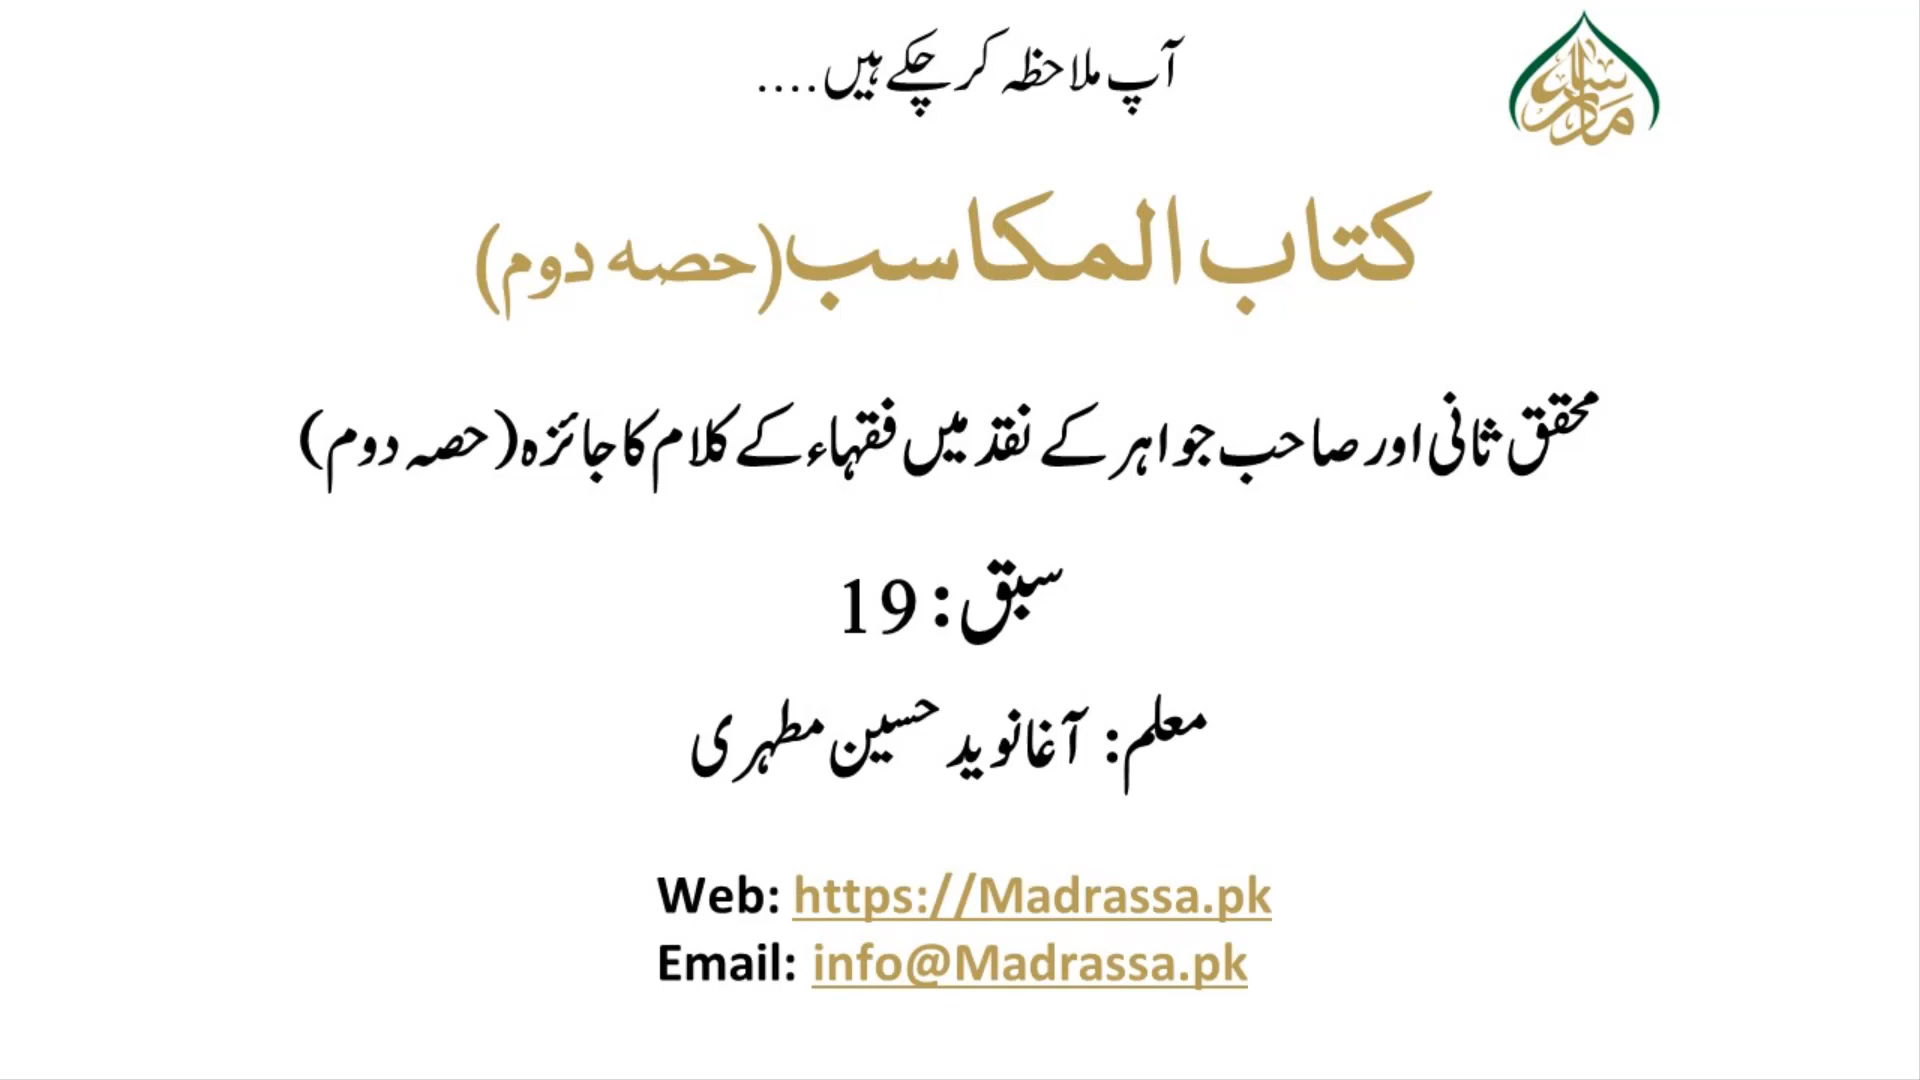 آپ ملاحظہ کر چکے ہیں....
مدرسہ
کتاب المکاسب(حصہ دوم)
محقق ثانی اور صاحب جواہر کے نقد میں فقہاء کے کلام کا جائزہ(حصہ دوم)
سبق: 19
معلم: آغا نوید حسین مطہری
Web: https://Madrassa.pk
Email: info@Madrassa.pk